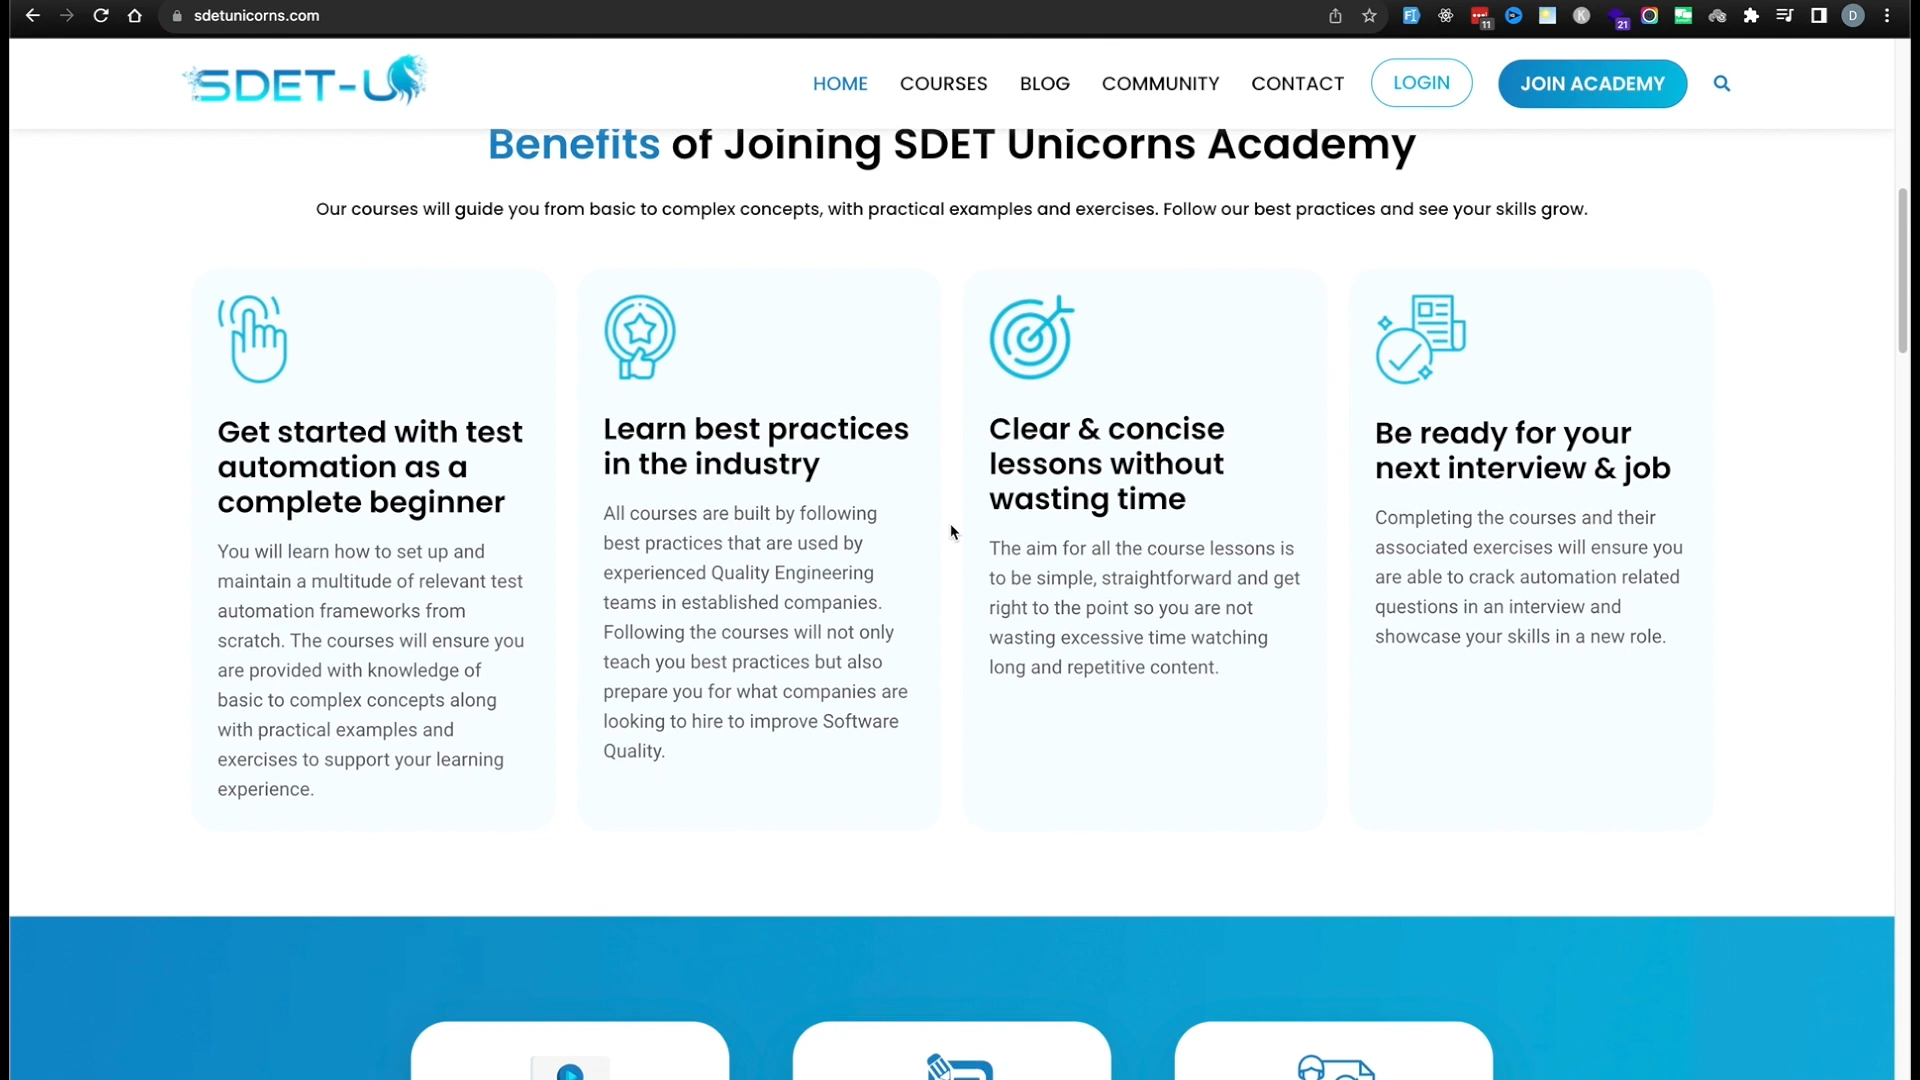 sdetunicorns.com
11
21
D
SDET-U
HOME COURSES BLOG COMMUNITY CONTACT LOGIN JOIN ACADEMY
Benefits of Joining SDET Unicorns Academy
Our courses will guide you from basic to complex concepts, with practical examples and exercises. Follow our best practices and see your skills grow.
Get started with test
automation as a
complete beginner
You will learn how to set up and
maintain a multitude of relevant test
automation frameworks from
scratch. The courses will ensure you
are provided with knowledge of
basic to complex concepts along
with practical examples and
exercises to support your learning
experience.
Learn best practices
in the industry
All courses are built by following
best practices that are used by
experienced Quality Engineering
teams in established companies.
Following the courses will not only
teach you best practices but also
prepare you for what companies are
looking to hire to improve Software
Quality.
Clear & concise
lessons without
wasting time
The aim for all the course lessons is
to be simple, straightforward and get
right to the point so you are not
wasting excessive time watching
long and repetitive content.
Be ready for your
next interview & job
Completing the courses and their
associated exercises will ensure you
are able to crack automation related
questions in an interview and
showcase your skills in a new role.